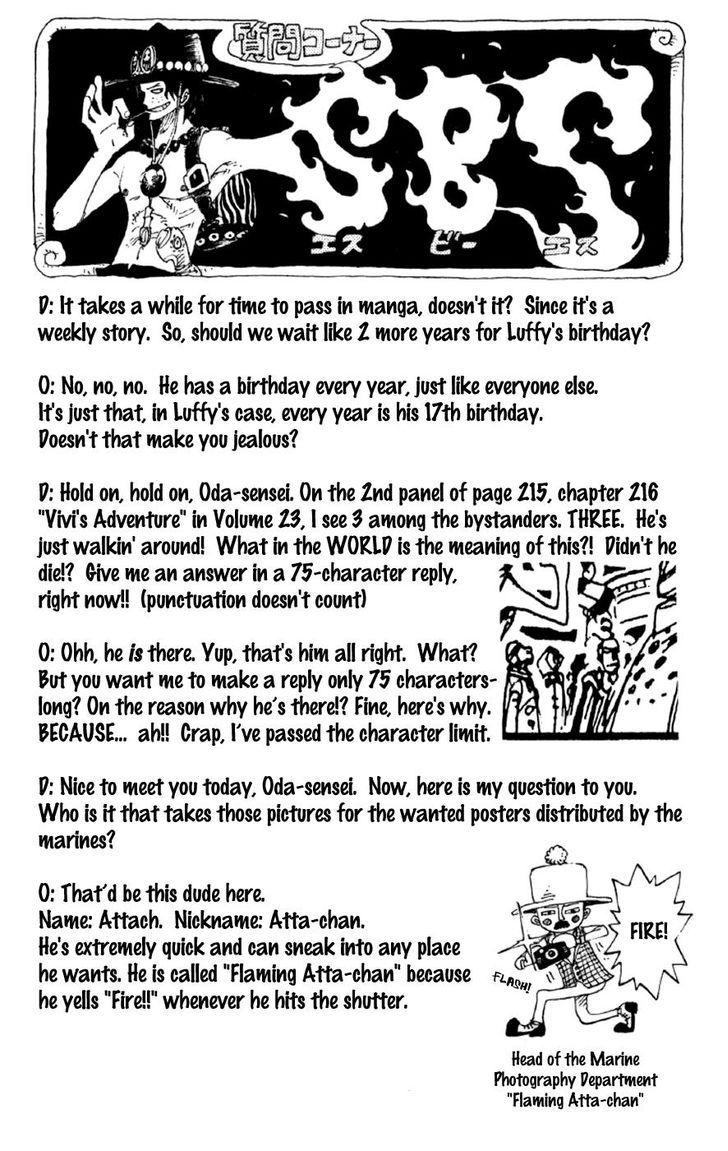 質問コーナー
SBS
エス ビー エス
D: It takes a while for time to pass in manga, doesn't it? Since it's a
weekly story. So, should we wait like 2 more years for Luffy's birthday?
O: No, no, no. He has a birthday every year, just like everyone else.
It's just that, in Luffy's case, every year is his 17th birthday.
Doesn't that make you jealous?
D: Hold on, hold on, Oda-sensei. On the 2nd panel of page 215, chapter 216
"Vivi's Adventure" in Volume 23, I see 3 among the bystanders. THREE. He's
just walkin' around! What in the WORLD is the meaning of this?! Didn't he
die!? Give me an answer in a 75-character reply,
right now!! (punctuation doesn't count)
O: Ohh, he is there. Yup, that's him all right. What?
But you want me to make a reply only 75 characters-
long? On the reason why he's there!? Fine, here's why.
BECAUSE... ah!! Crap, I've passed the character limit.
D: Nice to meet you today, Oda-sensei. Now, here is my question to you.
Who is it that takes those pictures for the wanted posters distributed by the
marines?
O: That'd be this dude here.
Name: Attach. Nickname: Atta-chan.
He's extremely quick and can sneak into any place
he wants. He is called "Flaming Atta-chan" because
he yells "Fire!!" whenever he hits the shutter.
FIRE!
FLASH!
Head of the Marine
Photography Department
"Flaming Atta-chan"